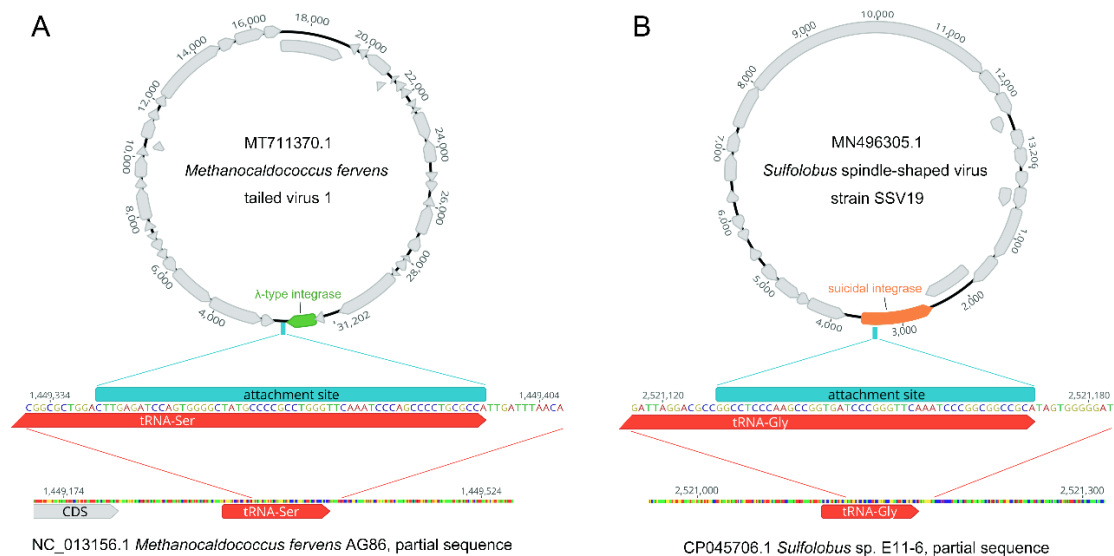 A
16,000
18,000
14,000
20,000
12,000
22,000
10,000
24,000
8,000
26,000
6,000
28,000
4,000
31,202
MT711370.1
Methanocaldococcus fervens
tailed virus 1
λ-type integrase
attachment site
1,449,334
1,449,404
CGGCGCTGGACTTGAGATCCAGTGGGGCTATGCCCCGCCTGGGTTCAAATCCCAGCCCCTGCGCCATTGATTTAACA
tRNA-Ser
1,449,174
1,449,524
CDS
tRNA-Ser
NC_013156.1 Methanocaldococcus fervens AG86, partial sequence
B
10,000
9,000
11,000
8,000
12,000
7,000
13,206
6,000
1,000
5,000
2,000
4,000
3,000
MN496305.1
Sulfolobus spindle-shaped virus
strain SSV19
suicidal integrase
attachment site
2,521,120
2,521,180
GATTAGGACGCCGGCCTCCCAAGCCGGTGATCCCGGGTTCAAATCCCGGCGGCCGCATAGTGGGGGAT
tRNA-Gly
2,521,000
2,521,300
tRNA-Gly
CP045706.1 Sulfolobus sp. E11-6, partial sequence